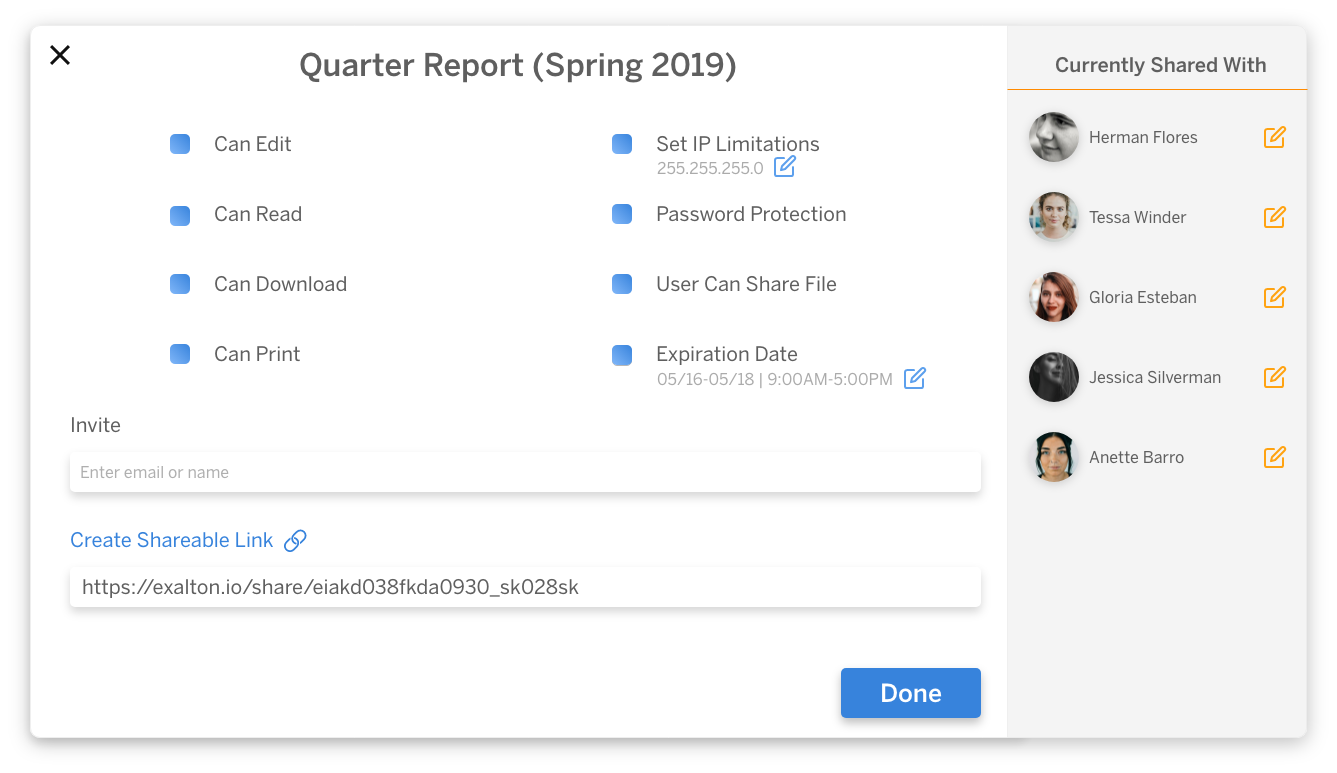 Quarter Report (Spring 2019)
Can Edit
Can Read
Can Download
Can Print
Set IP Limitations
255.255.255.0
Password Protection
User Can Share File
Expiration Date
05/16-05/18 | 9:00AM-5:00PM
Invite
Enter email or name
Create Shareable Link
https://exalton.io/share/eiakd038fkda0930_sk028sk
Done
Currently Shared With
Herman Flores
Tessa Winder
Gloria Esteban
Jessica Silverman
Anette Barro